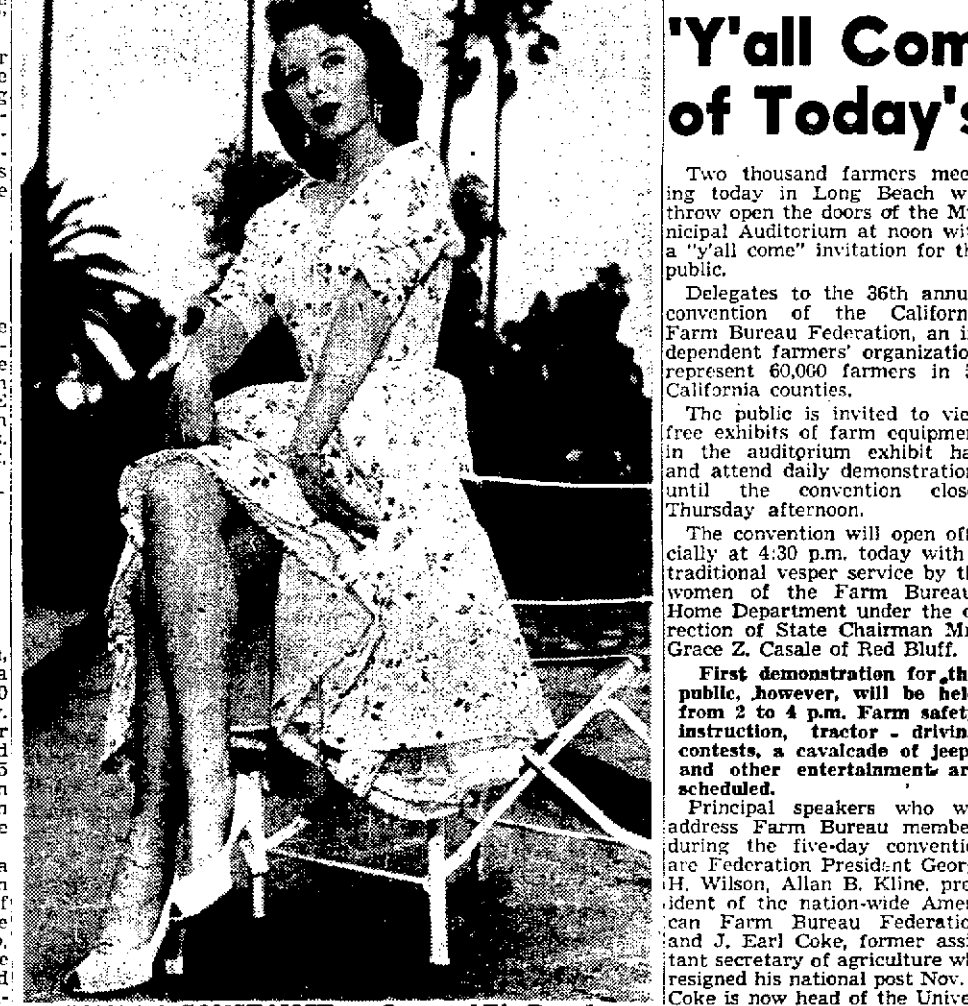 'Y'all Com
of Today's
Two thousand farmers mee
ing today in Long Beach w
throw open the doors of the M
nicipal Auditorium at noon wi
a "y'all come" invitation for th
public.
Delegates to the 36th annu
convention of the Californ
Farm Bureau Federation, an i
dependent farmers' organizatio
represent 60,000 farmers in
California counties.
The public is invited to vie
free exhibits of farm equipme
in the auditorium exhibit ha
and attend daily demonstration
until the convention close
Thursday afternoon.
The convention will open off
cially at 4:30 p.m. today with
traditional vesper service by th
women of the Farm Bureau
Home Department under the
rection of State Chairman M
Grace Z. Casale of Red Bluff.
First demonstration for th
public, however, will be hel
from 2 to 4 p.m. Farm safet
instruction, tractor - drivin
contests, a cavalcade of jeep
and other entertainment ar
scheduled.
Principal speakers who w
address Farm Bureau membe
during the five-day conventio
are Federation President Geor
H. Wilson, Allan B. Kline, pre
ident of the nation-wide Amer
can Farm Bureau Federatio
and J. Earl Coke, former assi
tant secretary of agriculture w
resigned his national post Nov.
Coke is now head of the Unive